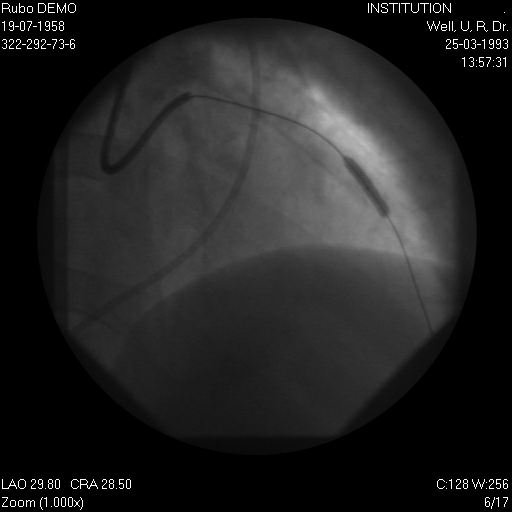 Rubo DEMO
19-07-1958
322-292-73-6
INSTITUTION .
Well, U, R, Dr.
25-03-1993
13:57:31
LAO 29.80 CRA 28.50
Zoom (1.000x)
C:128 W:256
6/17